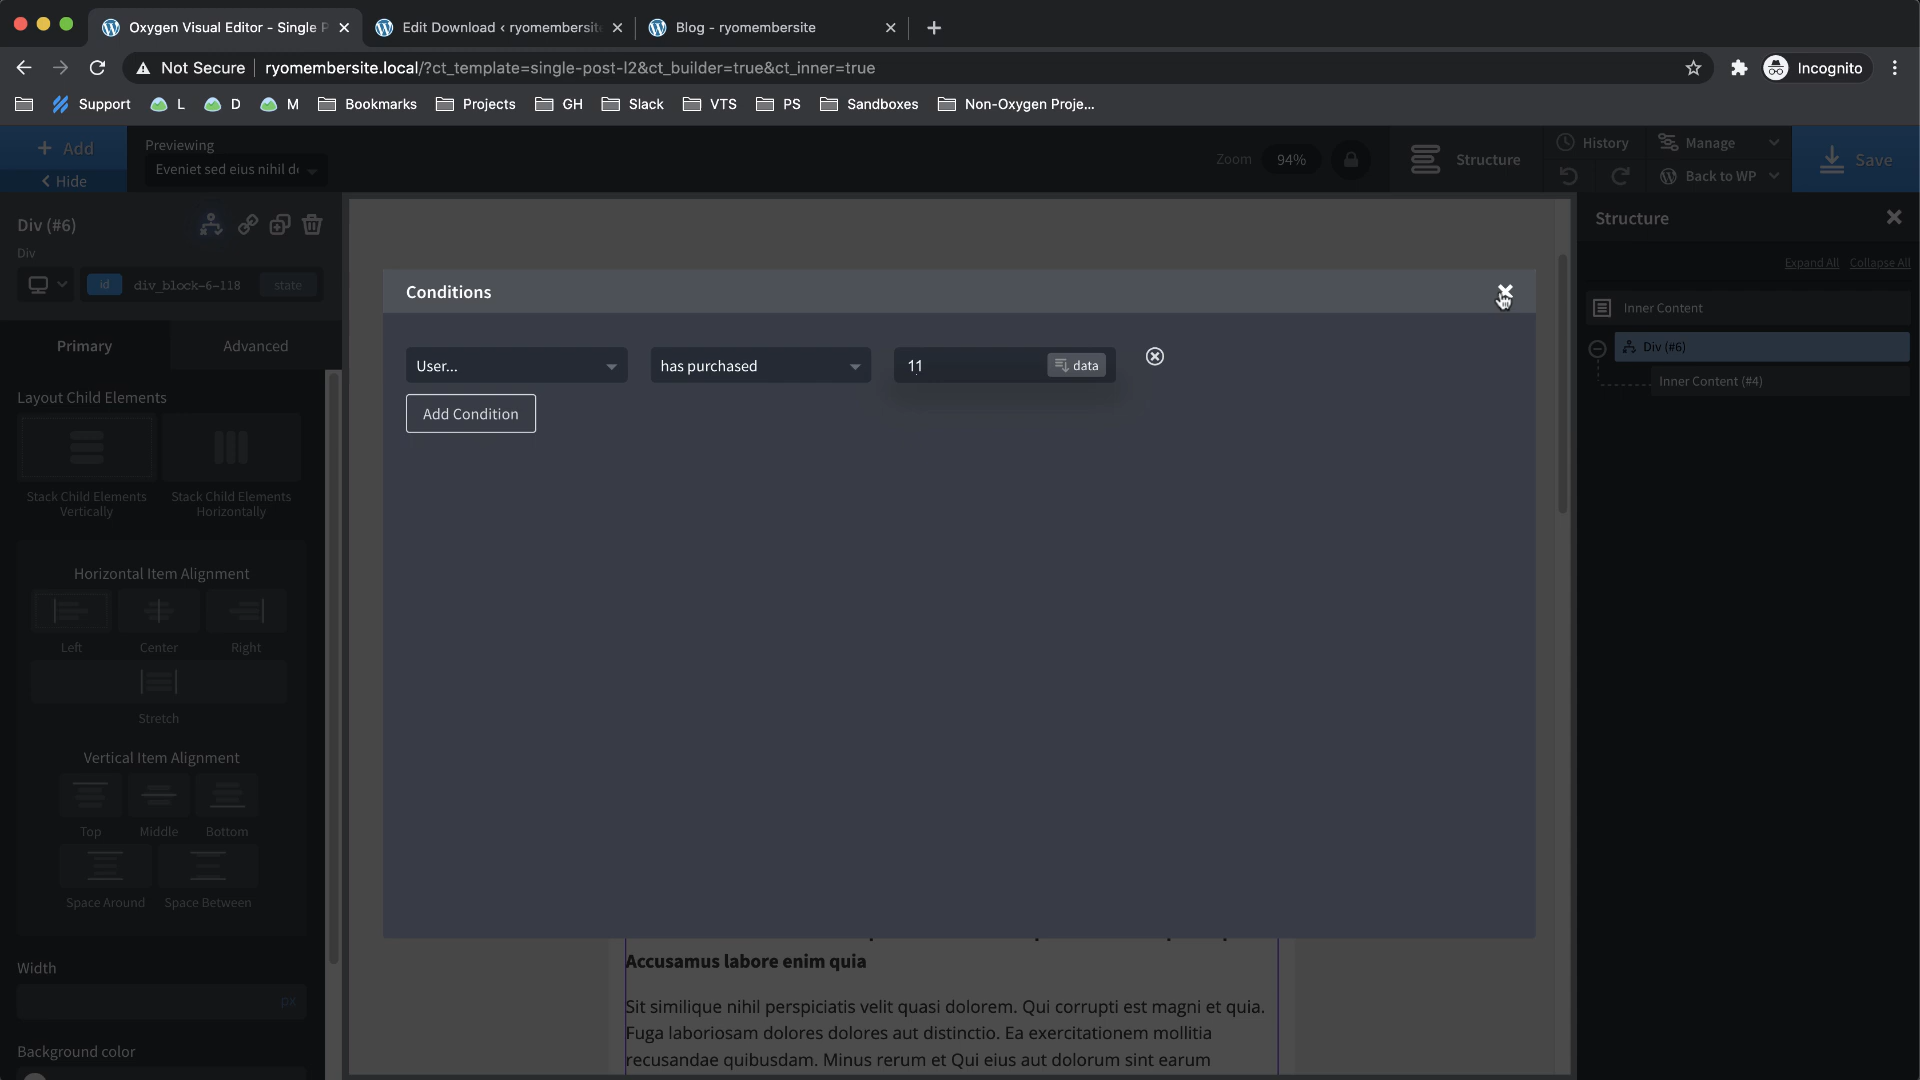 Oxygen Visual Editor - Single P
Edit Download ‹ ryomembersite
Blog - ryomembersite
Not Secure
ryomembersite.local/?ct_template=single-post-l2&ct_builder=true&ct_inner=true
Incognito
Support
L
D
M
Bookmarks
Projects
GH
Slack
VTS
PS
Sandboxes
Non-Oxygen Proje...
+ Add
Hide
Previewing
Eveniet sed eius nihil d
Zoom
94%
Structure
History
Manage
Back to WP
Save
Div (#6)
Div
id
div_block-6-118
state
Primary
Advanced
Layout Child Elements
Stack Child Elements
Vertically
Stack Child Elements
Horizontally
Horizontal Item Alignment
Left
Center
Right
Stretch
Vertical Item Alignment
Top
Middle
Bottom
Space Around
Space Between
Width
px
Background color
Conditions
User...
has purchased
11
data
Add Condition
Accusamus labore enim quia
Sit similique nihil perspiciatis velit quasi dolorem. Qui corrupti est magni et quia.
Fuga laboriosam dolores dolores aut distinctio. Ea exercitationem mollitia
recusandae quibusdam. Minus rerum et Qui eius aut dolorum sint earum
Structure
Expand All
Collapse All
Inner Content
Div (#6)
Inner Content (#4)